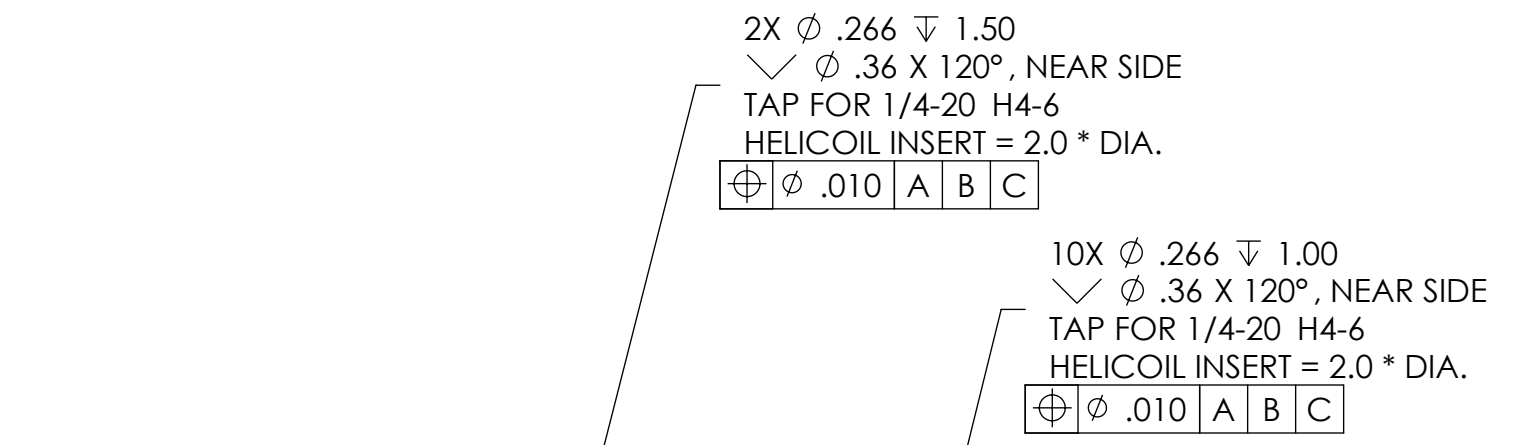 2X ⌀ .266 ↧ 1.50
⌵ ⌀ .36 X 120°, NEAR SIDE
TAP FOR 1/4-20 H4-6
HELICOIL INSERT = 2.0 * DIA.
⌖ ⌀ .010 A B C
10X ⌀ .266 ↧ 1.00
⌵ ⌀ .36 X 120°, NEAR SIDE
TAP FOR 1/4-20 H4-6
HELICOIL INSERT = 2.0 * DIA.
⌖ ⌀ .010 A B C